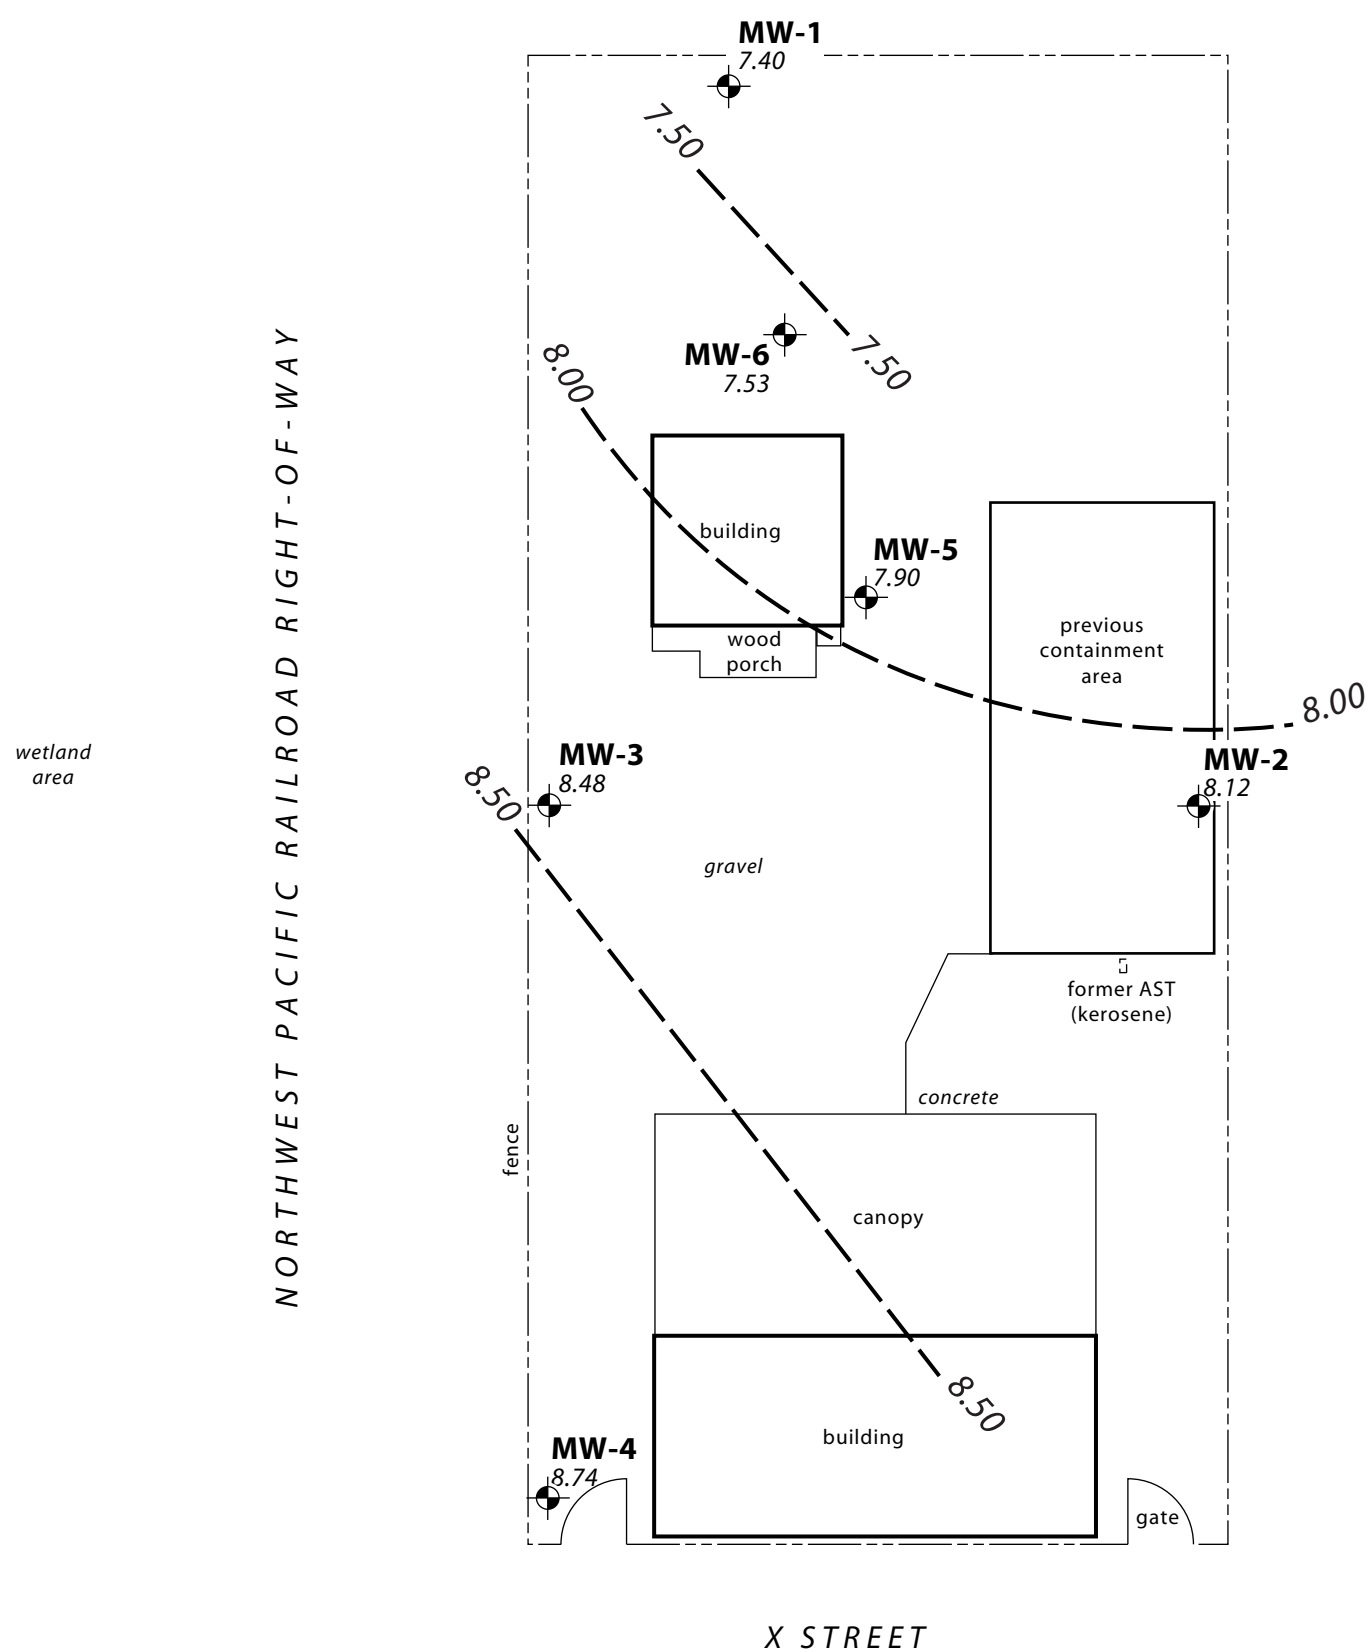 MW-1
7.40
7.50
7.50
MW-6
7.53
8.00
building
MW-5
7.90
wood
porch
previous
containment
area
8.00
NORTHWEST PACIFIC RAILROAD RIGHT-OF-WAY
wetland
area
MW-3
8.48
8.50
MW-2
8.12
gravel
former AST
(kerosene)
concrete
fence
canopy
8.50
building
MW-4
8.74
gate
X STREET